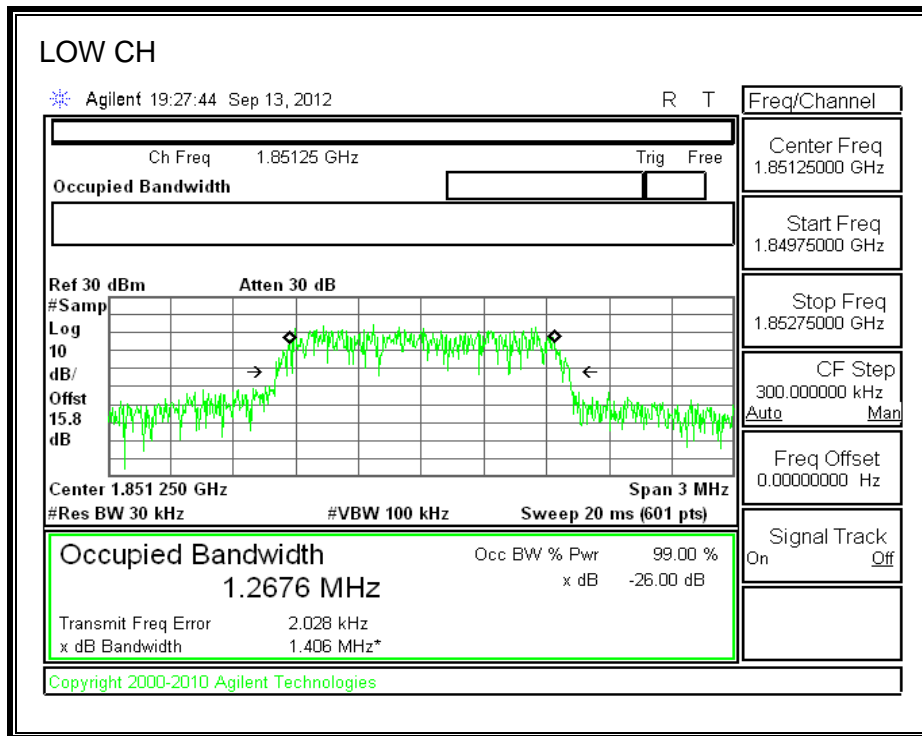 LOW CH
Agilent 19:27:44 Sep 13, 2012 R T
Freq/Channel
Ch Freq 1.85125 GHz Trig Free
Occupied Bandwidth
Center Freq
1.85125000 GHz
Start Freq
1.84975000 GHz
Stop Freq
1.85275000 GHz
CF Step
300.000000 kHz
Auto Man
Freq Offset
0.00000000 Hz
Signal Track
On Off
Ref 30 dBm Atten 30 dB
#Samp
Log
10
dB/
Offst
15.8
dB
Center 1.851 250 GHz Span 3 MHz
#Res BW 30 kHz #VBW 100 kHz Sweep 20 ms (601 pts)
Occupied Bandwidth Occ BW % Pwr 99.00 %
1.2676 MHz x dB -26.00 dB
Transmit Freq Error 2.028 kHz
x dB Bandwidth 1.406 MHz*
Copyright 2000-2010 Agilent Technologies